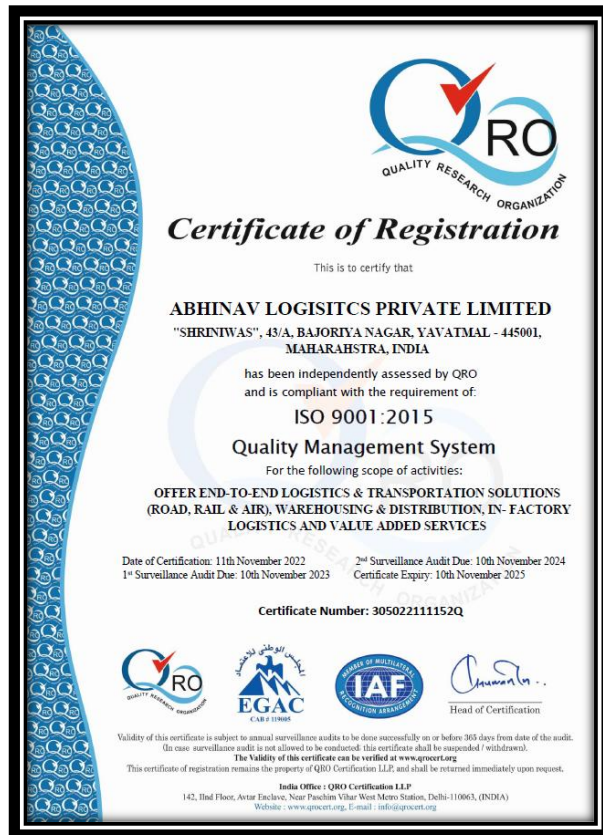 QRO
QUALITY RESEARCH ORGANIZATION
Certificate of Registration
This is to certify that
ABHINAV LOGISITCS PRIVATE LIMITED
"SHRINIWAS", 43/A, BAJORIYA NAGAR, YAVATMAL - 445001,
MAHARAHSTRA, INDIA
has been independently assessed by QRO
and is compliant with the requirement of:
ISO 9001:2015
Quality Management System
For the following scope of activities:
OFFER END-TO-END LOGISTICS & TRANSPORTATION SOLUTIONS
(ROAD, RAIL & AIR), WAREHOUSING & DISTRIBUTION, IN- FACTORY
LOGISTICS AND VALUE ADDED SERVICES
Date of Certification: 11th November 2022 2nd Surveillance Audit Due: 10th November 2024
1st Surveillance Audit Due: 10th November 2023 Certificate Expiry: 10th November 2025
Certificate Number: 305022111152Q
QRO
QUALITY RESEARCH ORGANIZATION
المجلس الوطني للاعتماد
EGAC
CAB # 119005
MEMBER OF MULTILATERAL
IAF
RECOGNITION ARRANGEMENT
Head of Certification
Validity of this certificate is subject to annual surveillance audits to be done successfully on or before 365 days from date of the audit.
(In case surveillance audit is not allowed to be conducted; this certificate shall be suspended / withdrawn).
The Validity of this certificate can be verified at www.qrocert.org
This certificate of registration remains the property of QRO Certification LLP, and shall be returned immediately upon request.
India Office : QRO Certification LLP
142, IInd Floor, Avtar Enclave, Near Paschim Vihar West Metro Station, Delhi-110063, (INDIA)
Website : www.qrocert.org, E-mail : info@qrocert.org